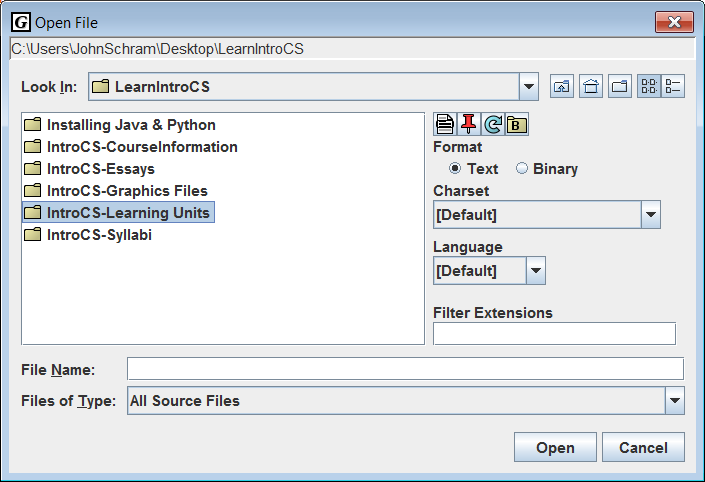 G Open File
C:\Users\JohnSchram\Desktop\LearnIntroCS
Look In: LearnIntroCS
Installing Java & Python
IntroCS-CourseInformation
IntroCS-Essays
IntroCS-Graphics Files
IntroCS-Learning Units
IntroCS-Syllabi
B
Format
Text Binary
Charset
[Default]
Language
[Default]
Filter Extensions
File Name:
Files of Type: All Source Files
Open Cancel